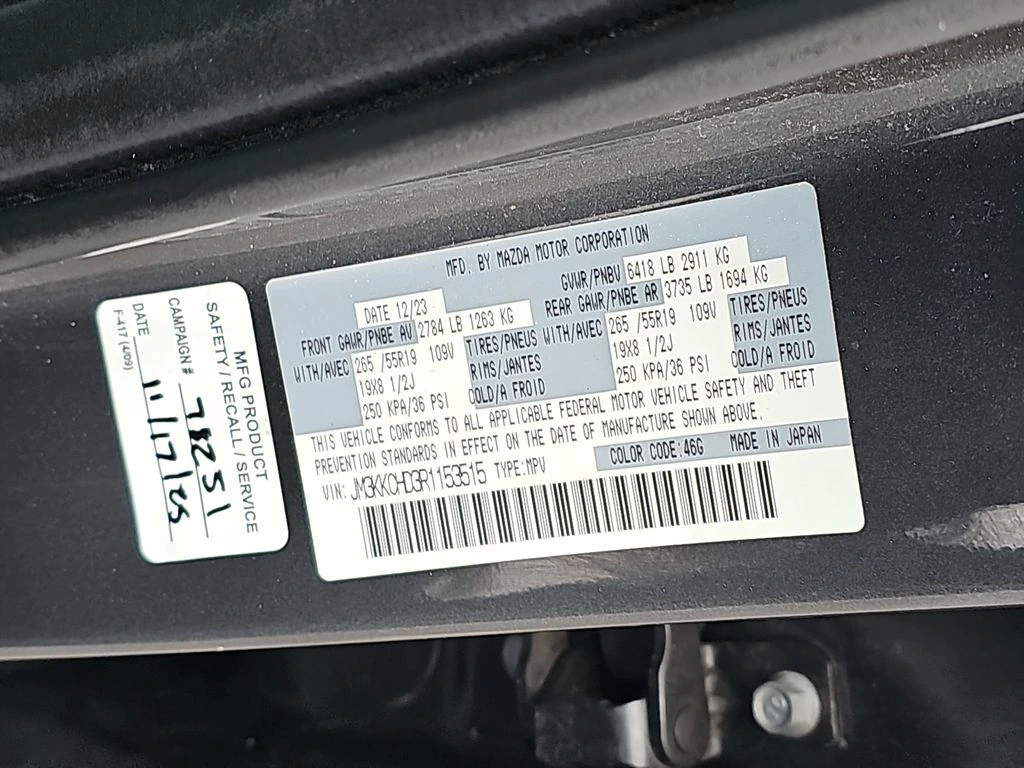 MFD. BY MAZDA MOTOR CORPORATION
DATE 12/23
GVWR/PNBV 6418 LB 2911 KG
FRONT GAWR/PNBE AV 2784 LB 1263 KG
REAR GAWR/PNBE AR 3735 LB 1694 KG
WITH/AVEC 265 /55R19 109V TIRES/PNEUS
19X8 1/2J RIMS/JANTES
250 KPA/36 PSI COLD/A FROID
WITH/AVEC 265 /55R19 109V TIRES/PNEUS
19X8 1/2J RIMS/JANTES
250 KPA/36 PSI COLD/A FROID
THIS VEHICLE CONFORMS TO ALL APPLICABLE FEDERAL MOTOR VEHICLE SAFETY AND THEFT
PREVENTION STANDARDS IN EFFECT ON THE DATE OF MANUFACTURE SHOWN ABOVE.
COLOR CODE:46G MADE IN JAPAN
VIN: JM3KKCHD3R1153515 TYPE:MPV
MFG PRODUCT
SAFETY / RECALL / SERVICE
CAMPAIGN #
DATE 11/17/25
F-417 (4/09)